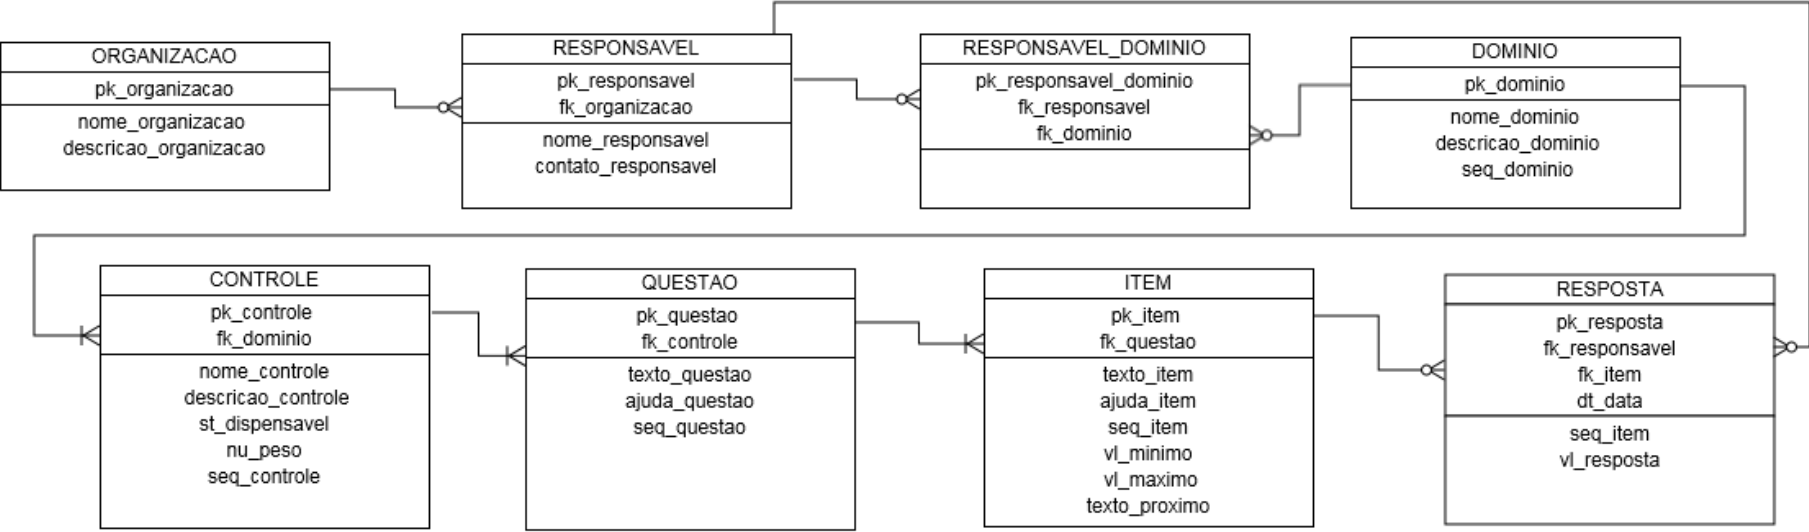 ORGANIZACAO
pk_organizacao
nome_organizacao
descricao_organizacao
RESPONSAVEL
pk_responsavel
fk_organizacao
nome_responsavel
contato_responsavel
RESPONSAVEL_DOMINIO
pk_responsavel_dominio
fk_responsavel
fk_dominio
DOMINIO
pk_dominio
nome_dominio
descricao_dominio
seq_dominio
CONTROLE
pk_controle
fk_dominio
nome_controle
descricao_controle
st_dispensavel
nu_peso
seq_controle
QUESTAO
pk_questao
fk_controle
texto_questao
ajuda_questao
seq_questao
ITEM
pk_item
fk_questao
texto_item
ajuda_item
seq_item
vl_minimo
vl_maximo
texto_proximo
RESPOSTA
pk_resposta
fk_responsavel
fk_item
dt_data
seq_item
vl_resposta